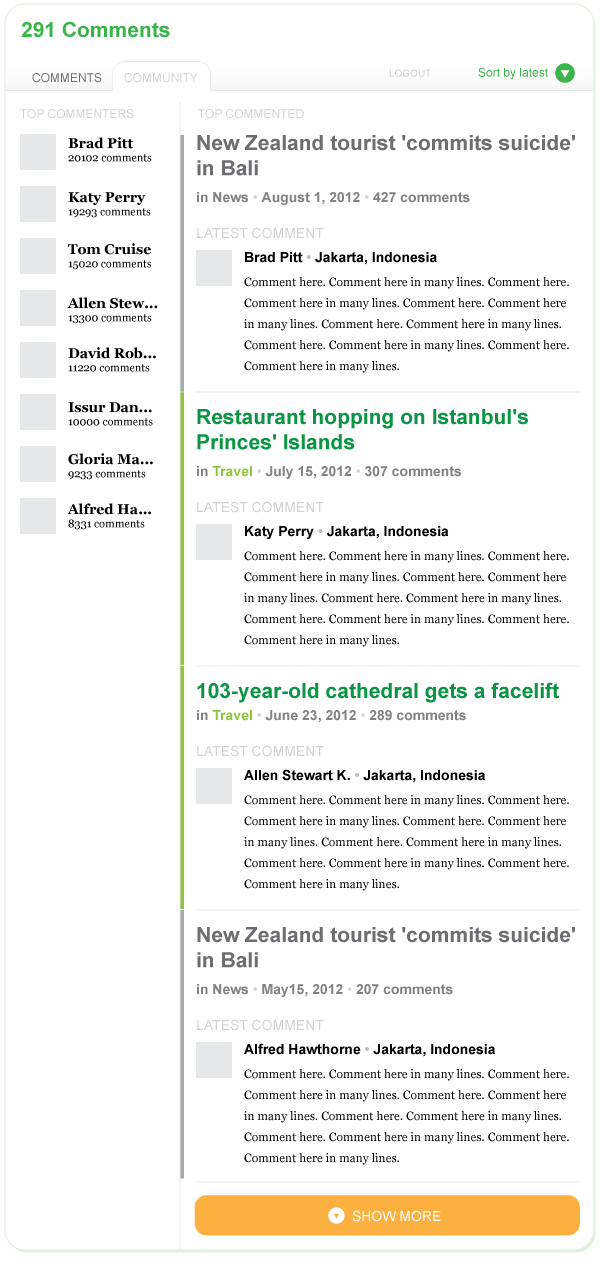 291 Comments
COMMENTS
COMMUNITY
LOGOUT
Sort by latest
TOP COMMENTERS
Brad Pitt
20102 comments
Katy Perry
19293 comments
Tom Cruise
15020 comments
Allen Stew...
13300 comments
David Rob...
11220 comments
Issur Dan...
10000 comments
Gloria Ma...
9233 comments
Alfred Ha...
8331 comments
TOP COMMENTED
New Zealand tourist 'commits suicide'
in Bali
in News • August 1, 2012 • 427 comments
LATEST COMMENT
Brad Pitt • Jakarta, Indonesia
Comment here. Comment here in many lines. Comment here.
Comment here in many lines. Comment here. Comment here
in many lines. Comment here. Comment here in many lines.
Comment here. Comment here in many lines. Comment here.
Comment here in many lines.
Restaurant hopping on Istanbul's
Princes' Islands
in Travel • July 15, 2012 • 307 comments
LATEST COMMENT
Katy Perry • Jakarta, Indonesia
Comment here. Comment here in many lines. Comment here.
Comment here in many lines. Comment here. Comment here
in many lines. Comment here. Comment here in many lines.
Comment here. Comment here in many lines. Comment here.
Comment here in many lines.
103-year-old cathedral gets a facelift
in Travel • June 23, 2012 • 289 comments
LATEST COMMENT
Allen Stewart K. • Jakarta, Indonesia
Comment here. Comment here in many lines. Comment here.
Comment here in many lines. Comment here. Comment here
in many lines. Comment here. Comment here in many lines.
Comment here. Comment here in many lines. Comment here.
Comment here in many lines.
New Zealand tourist 'commits suicide'
in Bali
in News • May15, 2012 • 207 comments
LATEST COMMENT
Alfred Hawthorne • Jakarta, Indonesia
Comment here. Comment here in many lines. Comment here.
Comment here in many lines. Comment here. Comment here
in many lines. Comment here. Comment here in many lines.
Comment here. Comment here in many lines. Comment here.
Comment here in many lines.
SHOW MORE